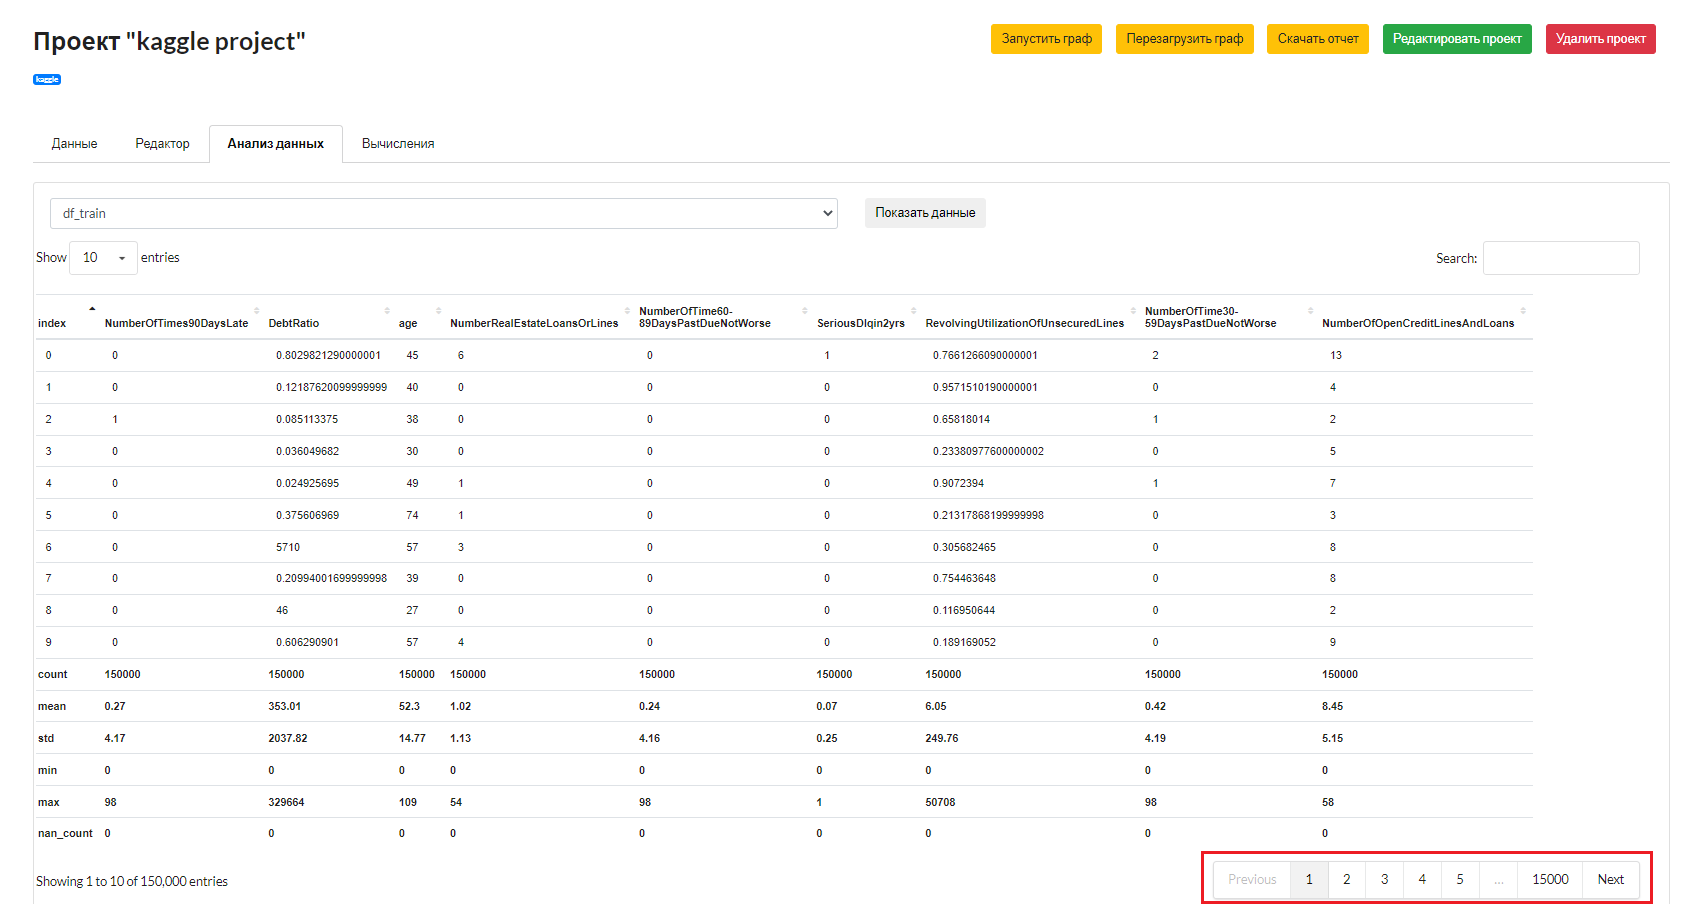 Проект "kaggle project"
Запустить граф Перезагрузить граф Скачать отчет Редактировать проект Удалить проект
kaggle
Данные Редактор Анализ данных Вычисления
df_train Показать данные
Show 10 entries Search:
index NumberOfTimes90DaysLate DebtRatio age NumberRealEstateLoansOrLines NumberOfTime60-89DaysPastDueNotWorse SeriousDlqin2yrs RevolvingUtilizationOfUnsecuredLines NumberOfTime30-59DaysPastDueNotWorse NumberOfOpenCreditLinesAndLoans
0 0 0.8029821290000001 45 6 0 1 0.7661266090000001 2 13
1 0 0.12187620099999999 40 0 0 0 0.9571510190000001 0 4
2 1 0.085113375 38 0 0 0 0.65818014 1 2
3 0 0.036049682 30 0 0 0 0.23380977600000002 0 5
4 0 0.024925695 49 1 0 0 0.9072394 1 7
5 0 0.375606969 74 1 0 0 0.21317868199999998 0 3
6 0 5710 57 3 0 0 0.305682465 0 8
7 0 0.20994001699999998 39 0 0 0 0.754463648 0 8
8 0 46 27 0 0 0 0.116950644 0 2
9 0 0.606290901 57 4 0 0 0.189169052 0 9
count 150000 150000 150000 150000 150000 150000 150000 150000 150000
mean 0.27 353.01 52.3 1.02 0.24 0.07 6.05 0.42 8.45
std 4.17 2037.82 14.77 1.13 4.16 0.25 249.76 4.19 5.15
min 0 0 0 0 0 0 0 0 0
max 98 329664 109 54 98 1 50708 98 58
nan_count 0 0 0 0 0 0 0 0 0
Showing 1 to 10 of 150,000 entries Previous 1 2 3 4 5 ... 15000 Next